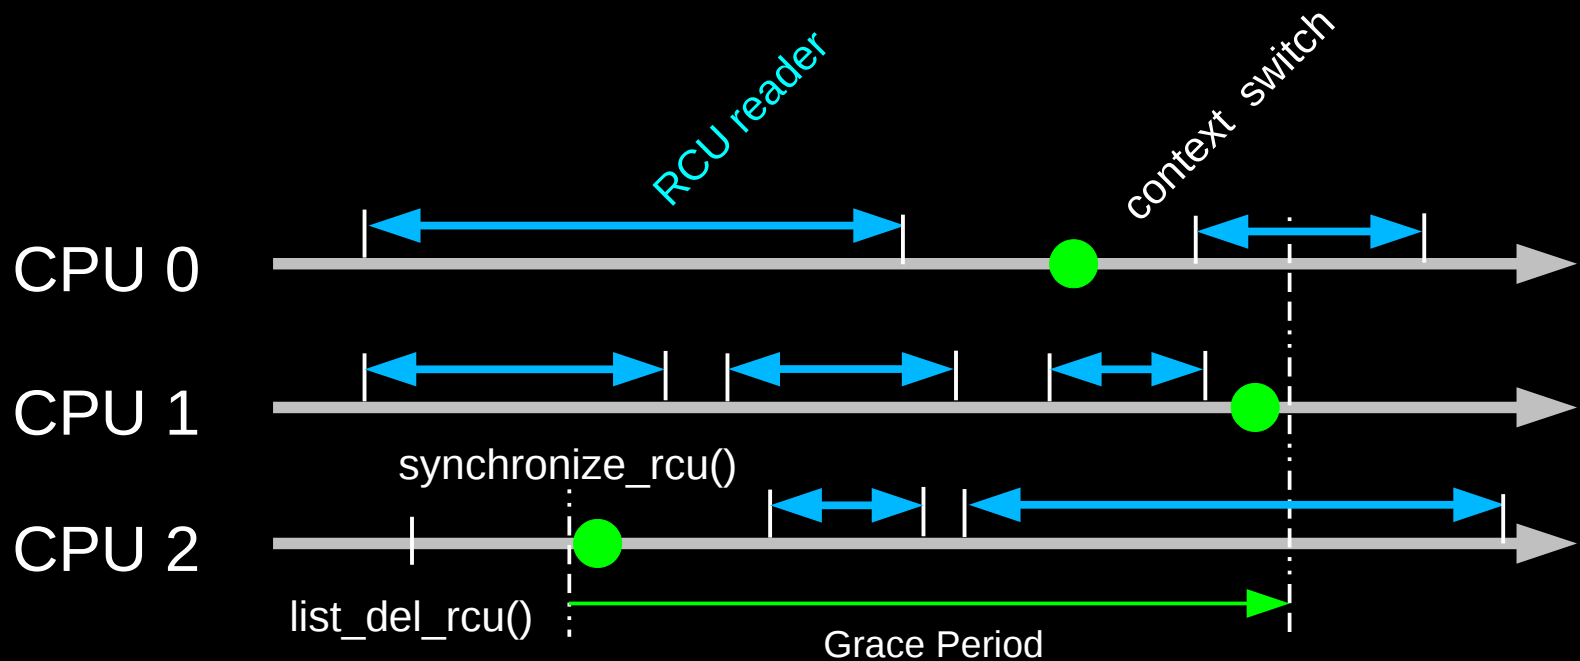 RCU reader
context switch
CPU 0
CPU 1
synchronize_rcu()
CPU 2
list_del_rcu()
Grace Period